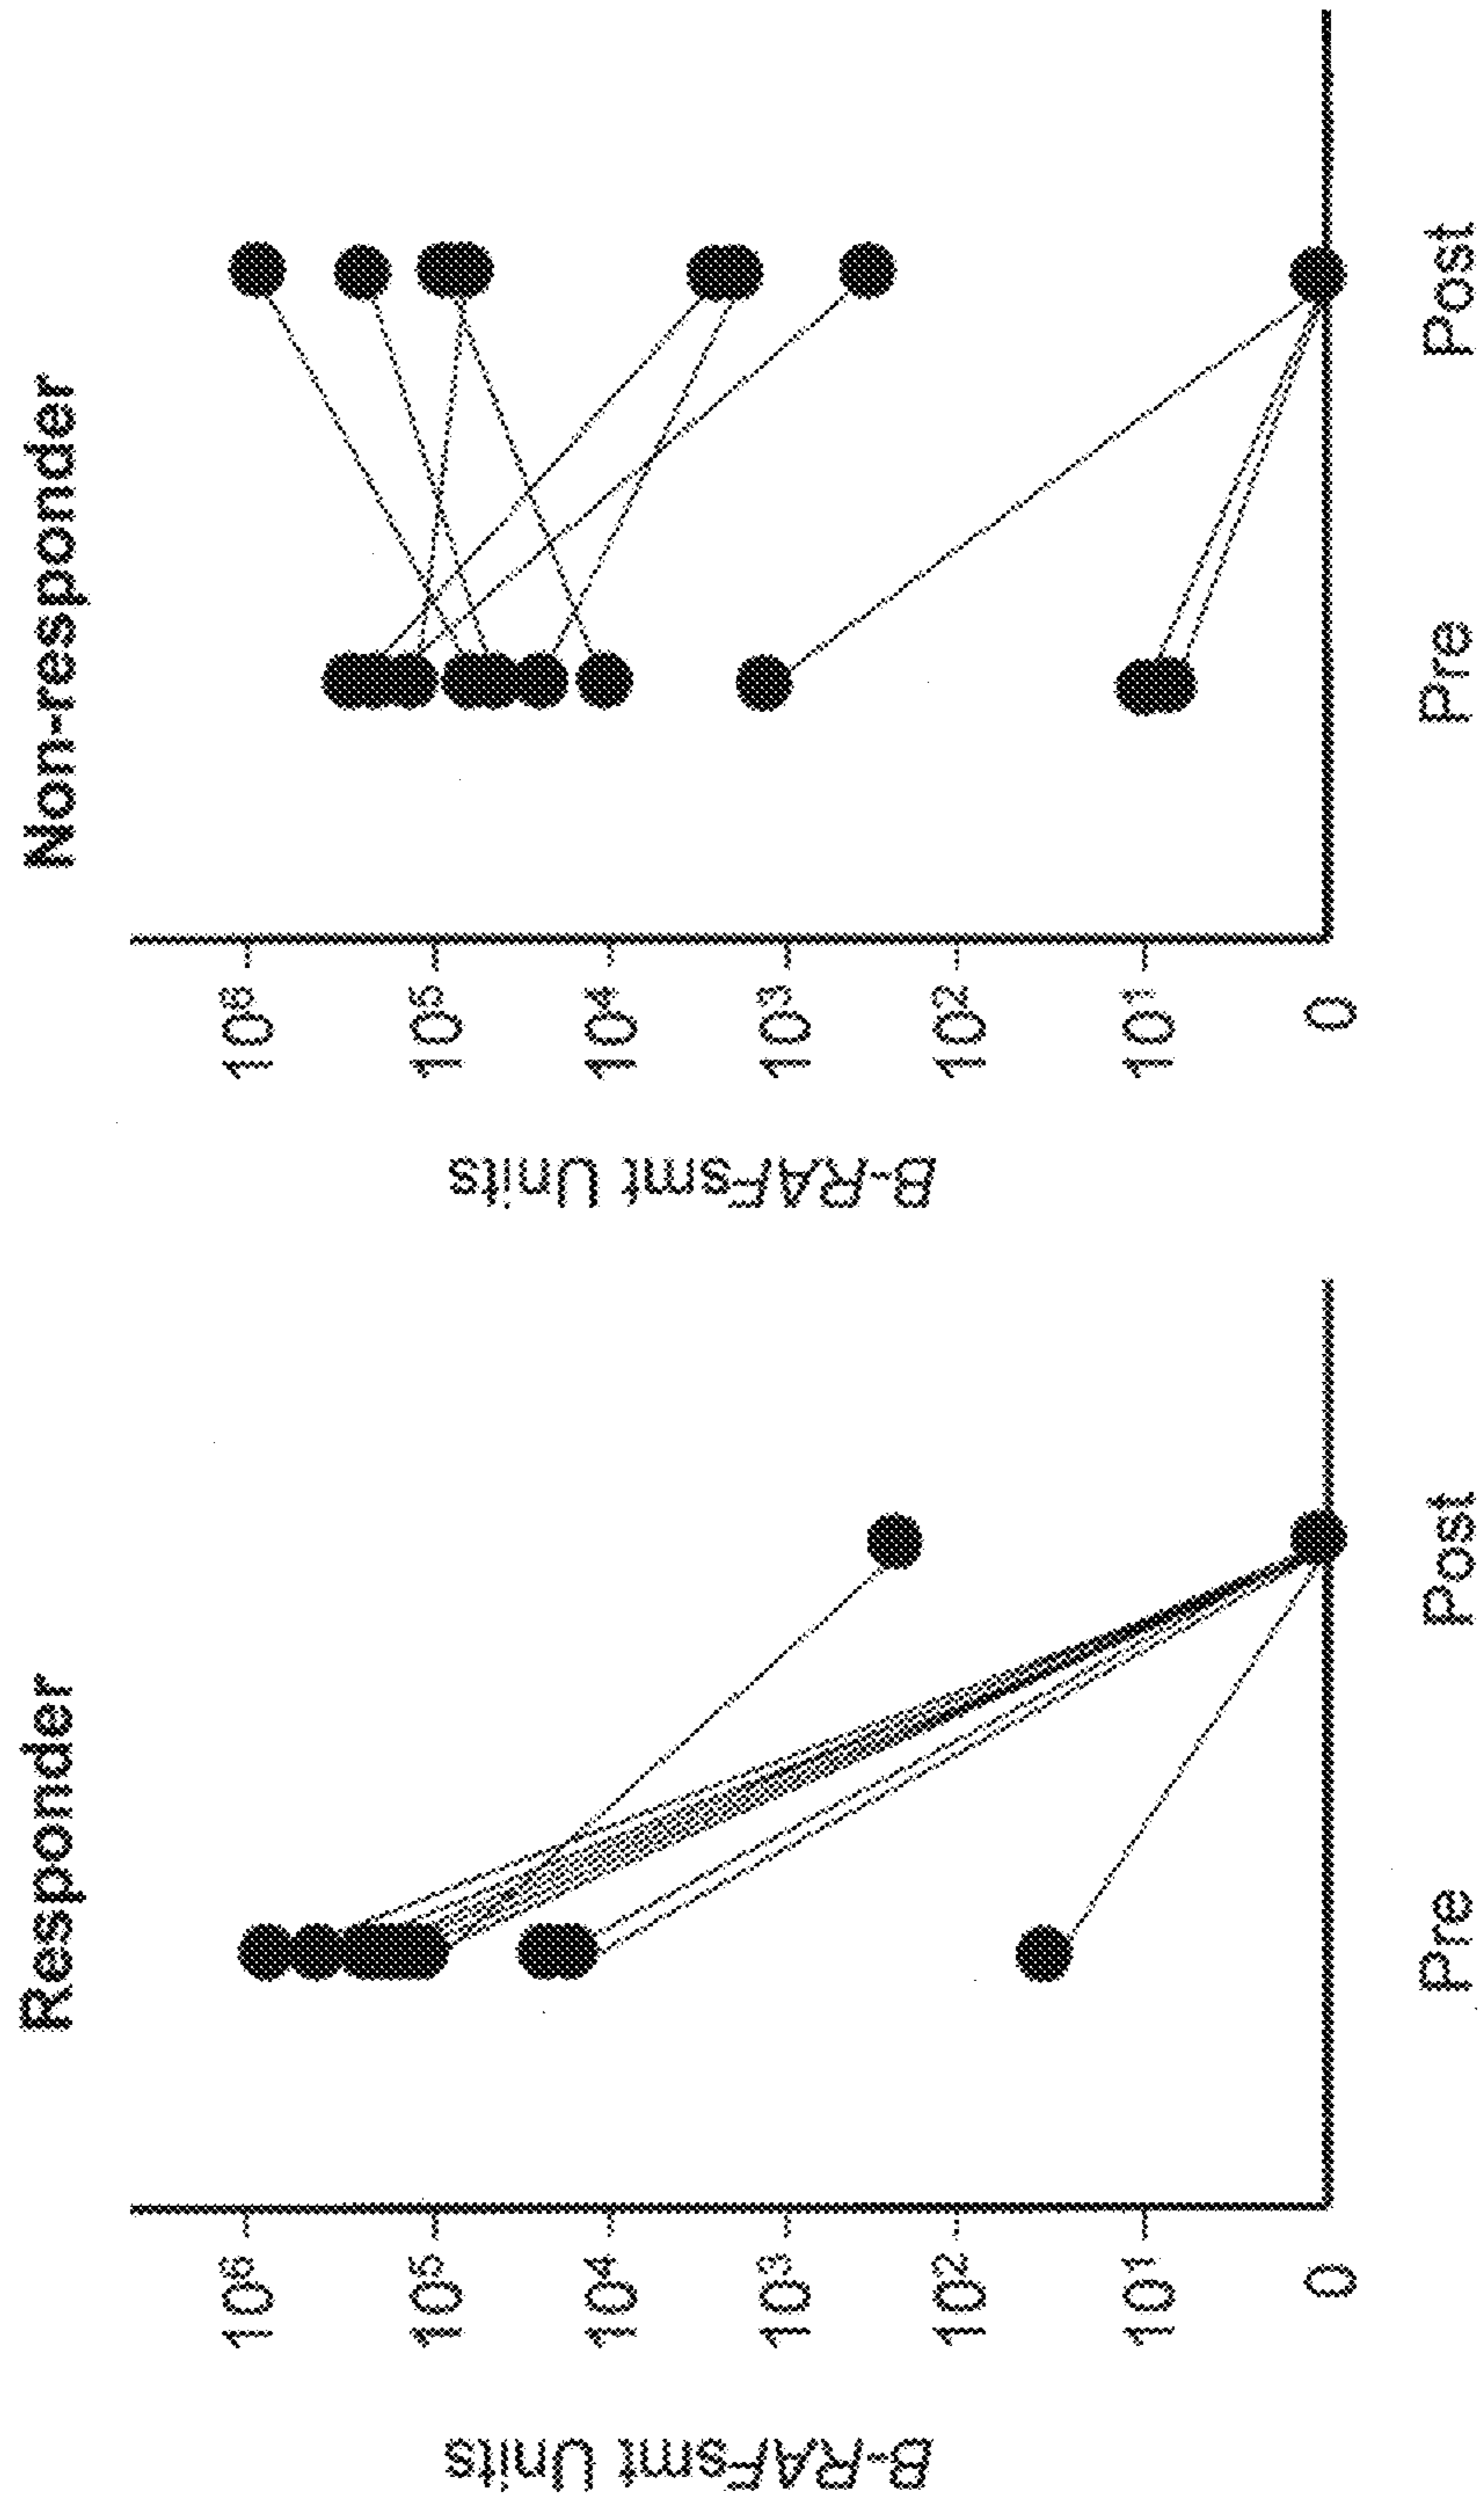 Responder
B-RAFsmt Units
10⁶
10⁵
10⁴
10³
10²
10¹
0
Pre
Post
Non-responder
B-RAFsmt Units
10⁶
10⁵
10⁴
10³
10²
10¹
0
Pre
Post